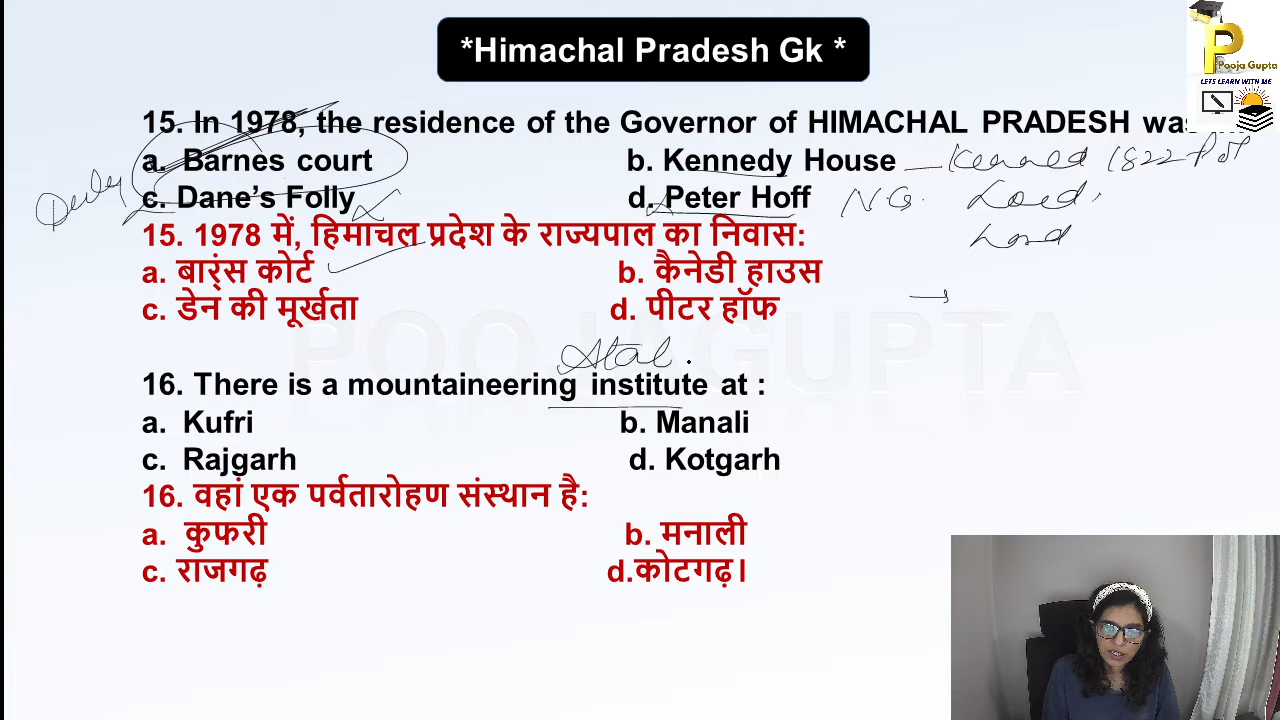 *Himachal Pradesh Gk *
Pooja Gupta
LETS LEARN WITH ME
15. In 1978, the residence of the Governor of HIMACHAL PRADESH was
a. Barnes court b. Kennedy House
c. Dane's Folly d. Peter Hoff
15. 1978 में, हिमाचल प्रदेश के राज्यपाल का निवास:
a. बार्ंस कोर्ट b. कैनेडी हाउस
c. डेन की मूर्खता d. पीटर हॉफ
POOJA GUPTA
Atal
16. There is a mountaineering institute at :
a. Kufri b. Manali
c. Rajgarh d. Kotgarh
16. वहां एक पर्वतारोहण संस्थान है:
a. कुफरी b. मनाली
c. राजगढ़ d.कोटगढ़।